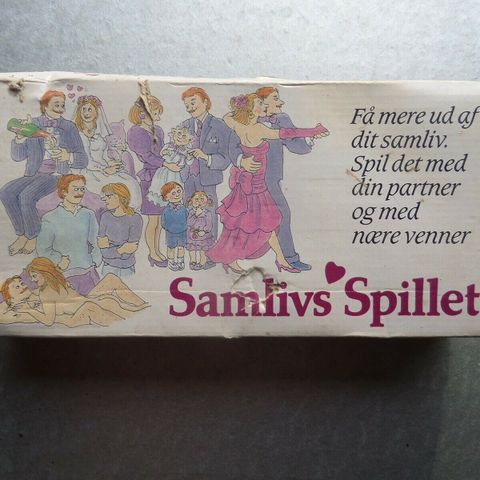 Få mere ud af
dit samliv.
Spil det med
din partner
og med
nære venner
Samlivs Spillet